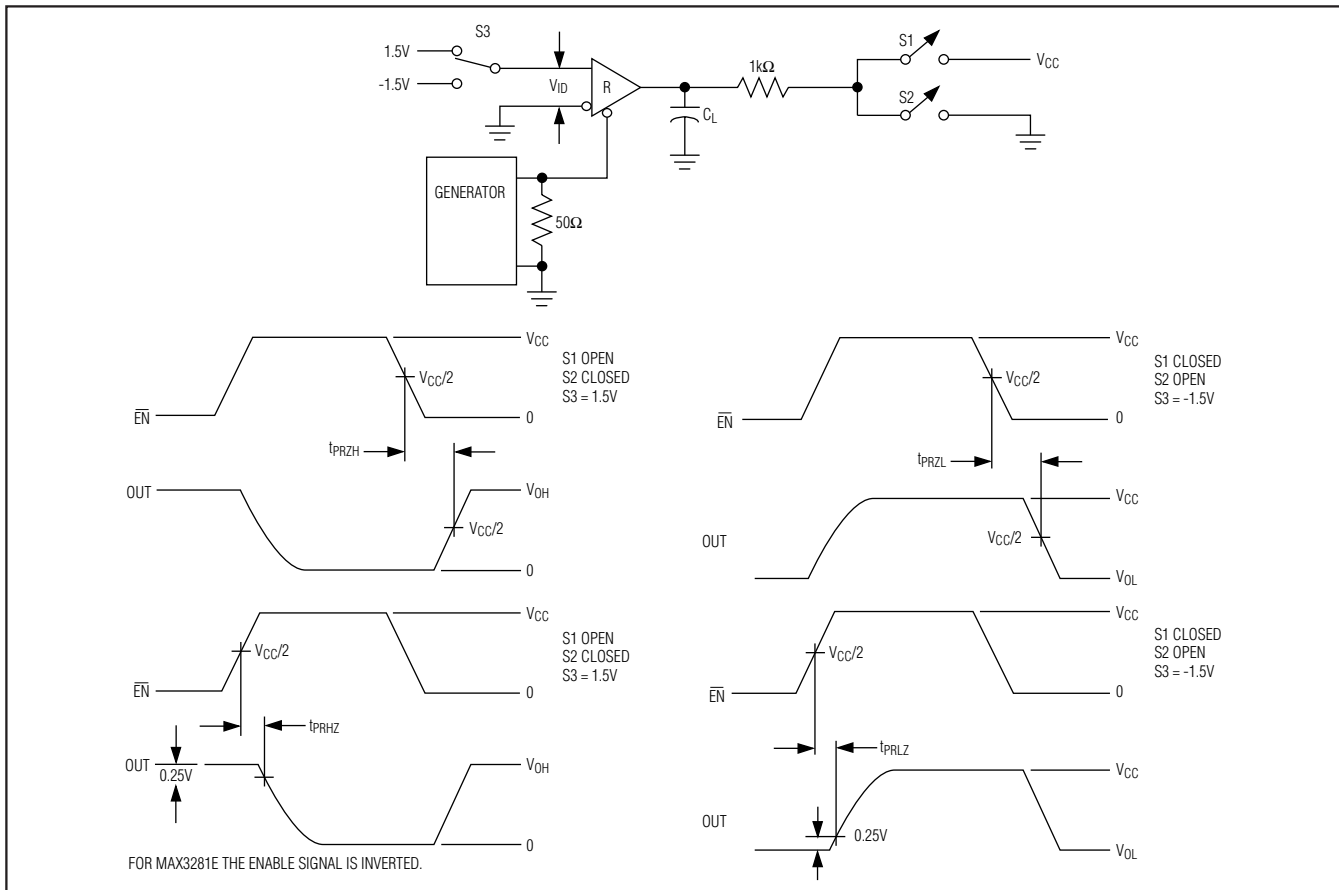 S3
1.5V
-1.5V
VID
R
1kΩ
S1
VCC
S2
CL
GENERATOR
50Ω
VCC
S1 OPEN
S2 CLOSED
S3 = 1.5V
VCC/2
EN
0
tPRZH
OUT
VOH
VCC/2
0
VCC
S1 CLOSED
S2 OPEN
S3 = -1.5V
VCC/2
EN
0
tPRZL
VCC
OUT
VCC/2
VOL
VCC
S1 OPEN
S2 CLOSED
S3 = 1.5V
VCC/2
EN
0
tPRHZ
OUT
0.25V
VOH
0
VCC
S1 CLOSED
S2 OPEN
S3 = -1.5V
VCC/2
EN
0
tPRLZ
VCC
OUT
0.25V
VOL
FOR MAX3281E THE ENABLE SIGNAL IS INVERTED.